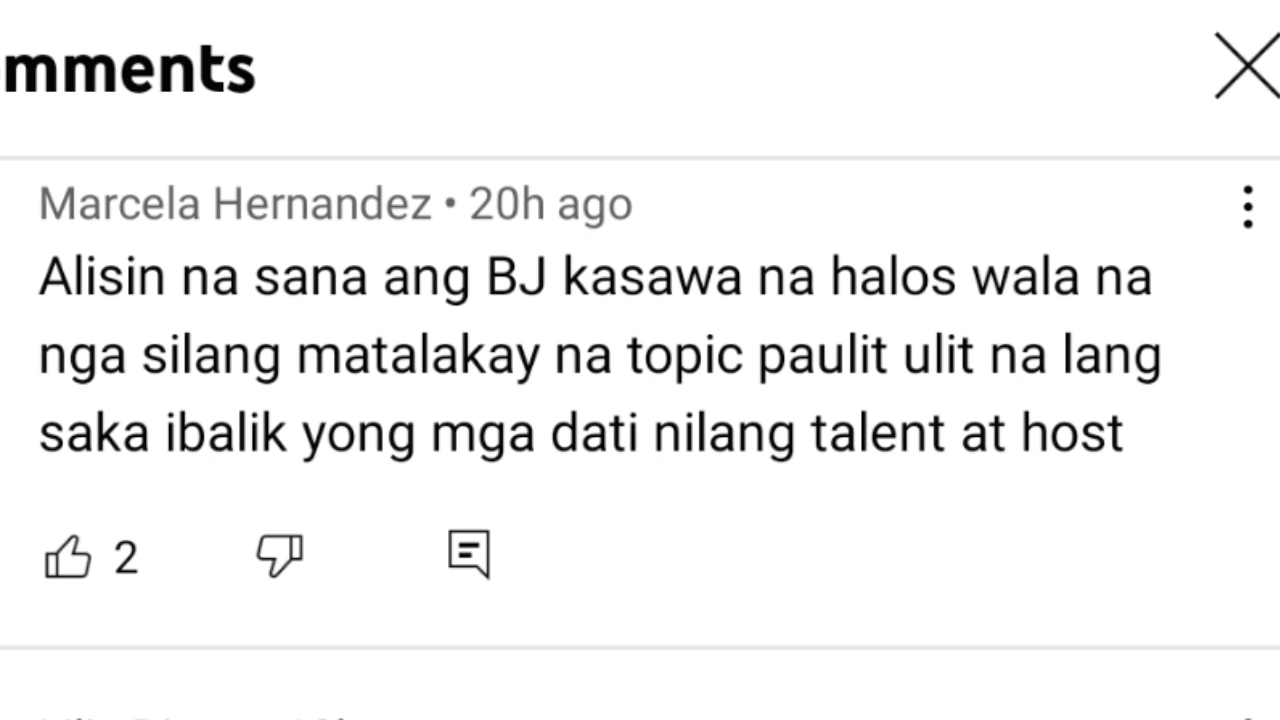 mments
Marcela Hernandez • 20h ago
Alisin na sana ang BJ kasawa na halos wala na
nga silang matalakay na topic paulit ulit na lang
saka ibalik yong mga dati nilang talent at host
2